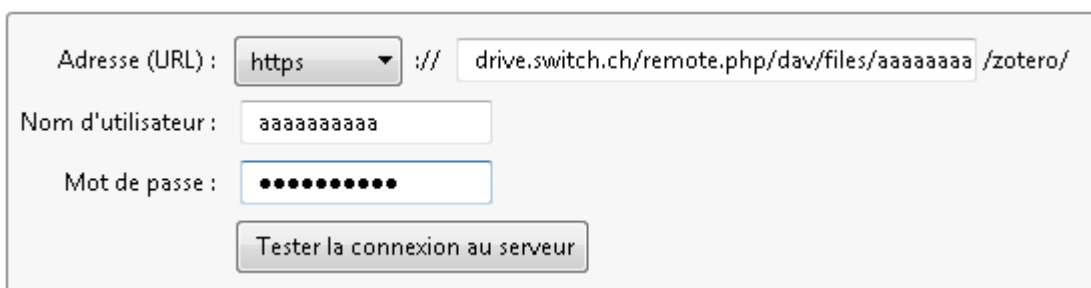 Adresse (URL) : https :// drive.switch.ch/remote.php/dav/files/aaaaaaaa /zotero/
Nom d'utilisateur : aaaaaaaaaa
Mot de passe : ●●●●●●●●●●
Tester la connexion au serveur